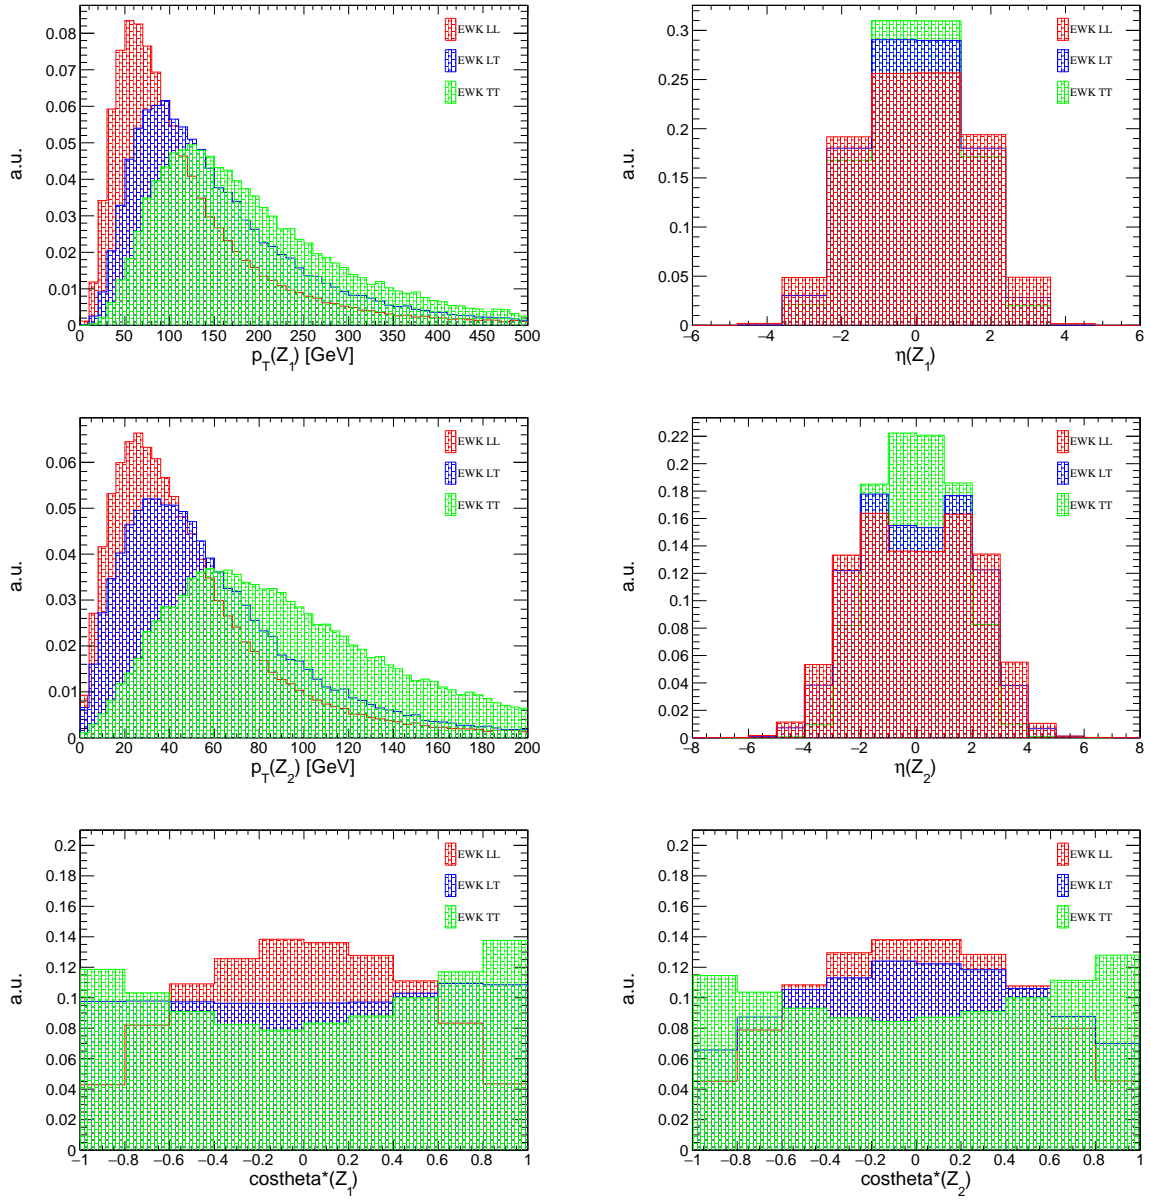 0.08
0.07
0.06
0.05
0.04
0.03
0.02
0.01
0
a.u.
EWK LL
EWK LT
EWK TT
0 50 100 150 200 250 300 350 400 450 500
p_T(Z_1) [GeV]
0.3
0.25
0.2
0.15
0.1
0.05
0
a.u.
EWK LL
EWK LT
EWK TT
−6 −4 −2 0 2 4 6
η(Z_1)
0.06
0.05
0.04
0.03
0.02
0.01
0
a.u.
EWK LL
EWK LT
EWK TT
0 20 40 60 80 100 120 140 160 180 200
p_T(Z_2) [GeV]
0.22
0.2
0.18
0.16
0.14
0.12
0.1
0.08
0.06
0.04
0.02
0
a.u.
EWK LL
EWK LT
EWK TT
−8 −6 −4 −2 0 2 4 6 8
η(Z_2)
0.2
0.18
0.16
0.14
0.12
0.1
0.08
0.06
0.04
0.02
0
a.u.
EWK LL
EWK LT
EWK TT
−1 −0.8 −0.6 −0.4 −0.2 0 0.2 0.4 0.6 0.8 1
costheta*(Z_1)
0.2
0.18
0.16
0.14
0.12
0.1
0.08
0.06
0.04
0.02
0
a.u.
EWK LL
EWK LT
EWK TT
−1 −0.8 −0.6 −0.4 −0.2 0 0.2 0.4 0.6 0.8 1
costheta*(Z_2)